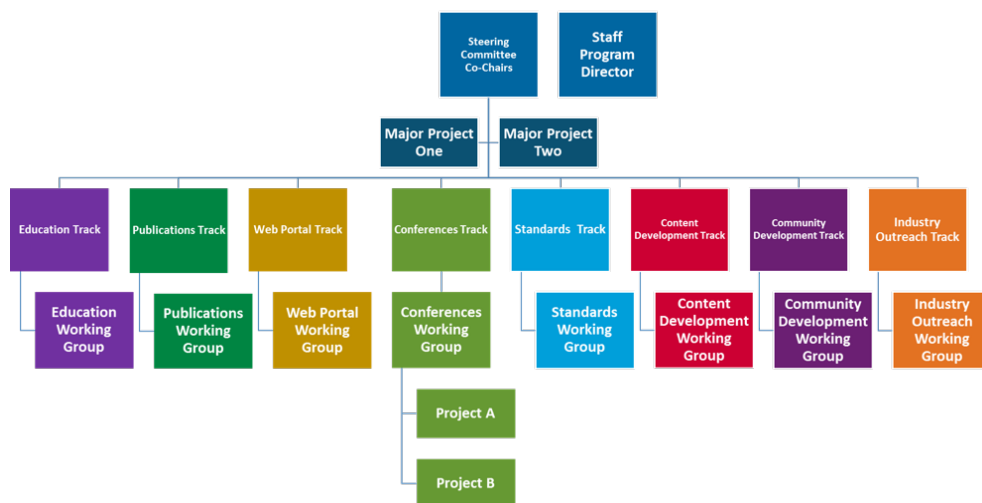 Steering
Committee
Co-Chairs
Staff
Program
Director
Major Project
One
Major Project
Two
Education Track
Publications Track
Web Portal Track
Conferences Track
Standards Track
Content
Development Track
Community
Development Track
Industry
Outreach Track
Education
Working
Group
Publications
Working
Group
Web Portal
Working
Group
Conferences
Working
Group
Standards
Working
Group
Content
Development
Working
Group
Community
Development
Working
Group
Industry
Outreach
Working
Group
Project A
Project B